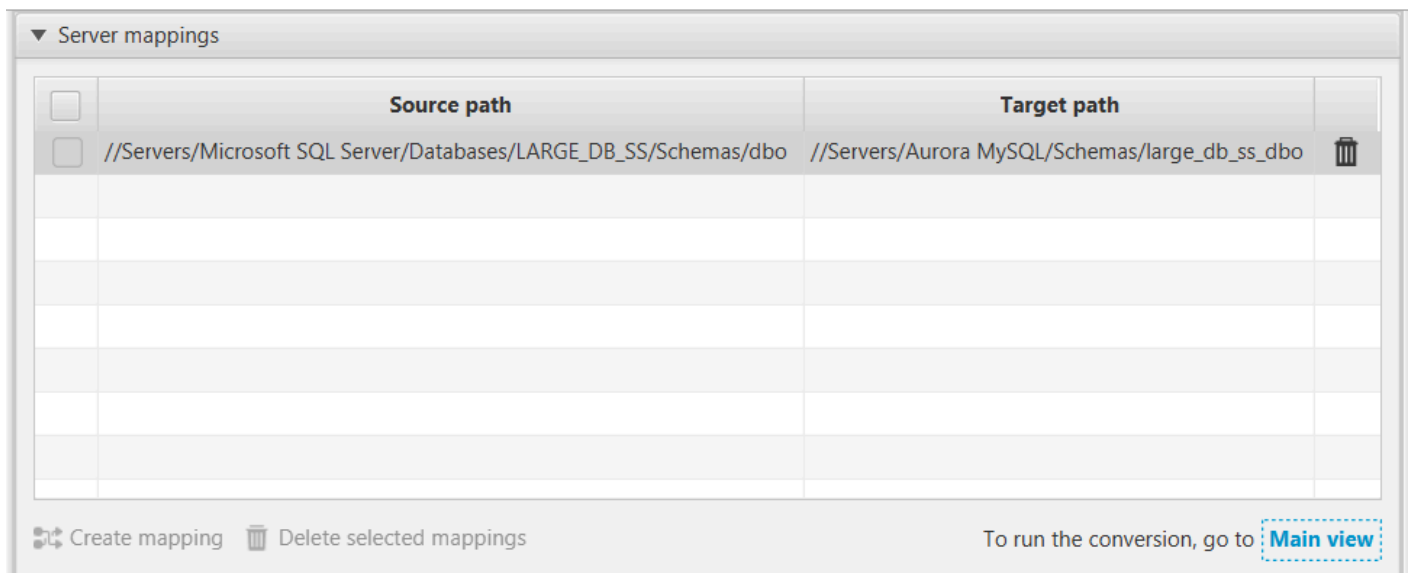 Server mappings
Source path Target path
//Servers/Microsoft SQL Server/Databases/LARGE_DB_SS/Schemas/dbo //Servers/Aurora MySQL/Schemas/large_db_ss_dbo
Create mapping Delete selected mappings To run the conversion, go to Main view